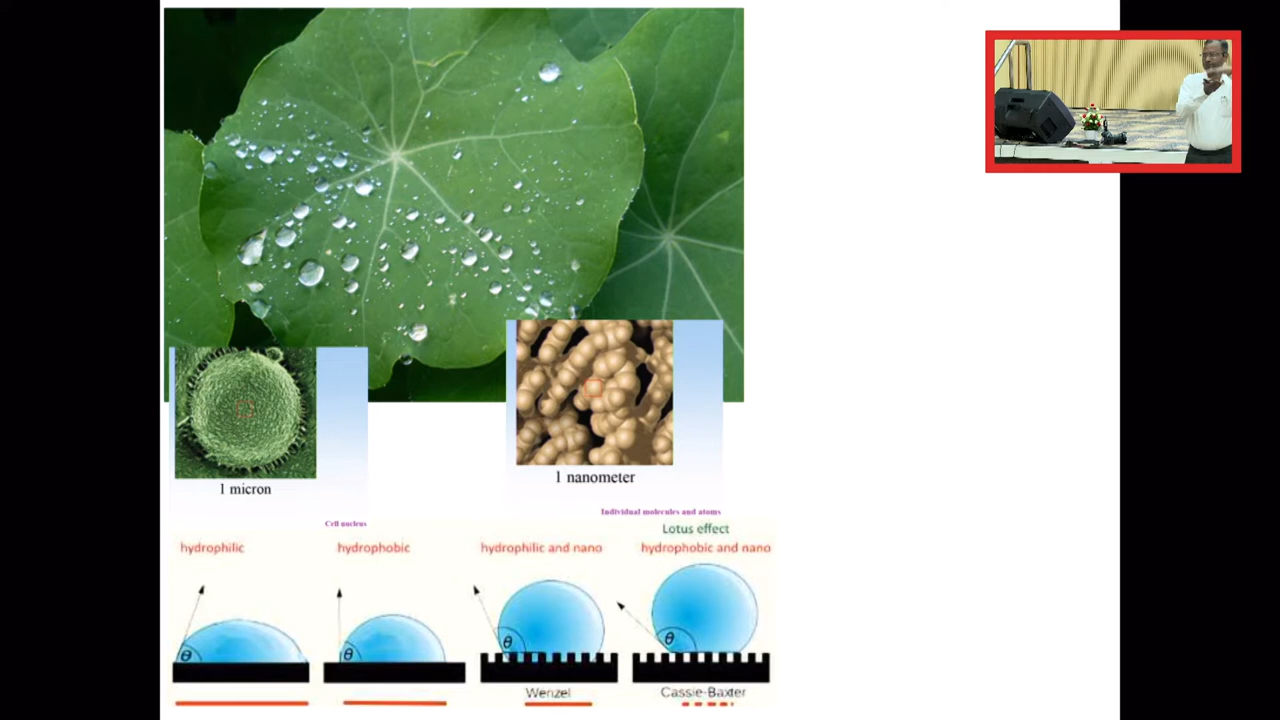 1 micron
1 nanometer
Individual molecules and atoms
Cell nucleus
Lotus effect
hydrophilic
hydrophobic
hydrophilic and nano
hydrophobic and nano
θ
θ
θ
θ
Wenzel
Cassie-Baxter